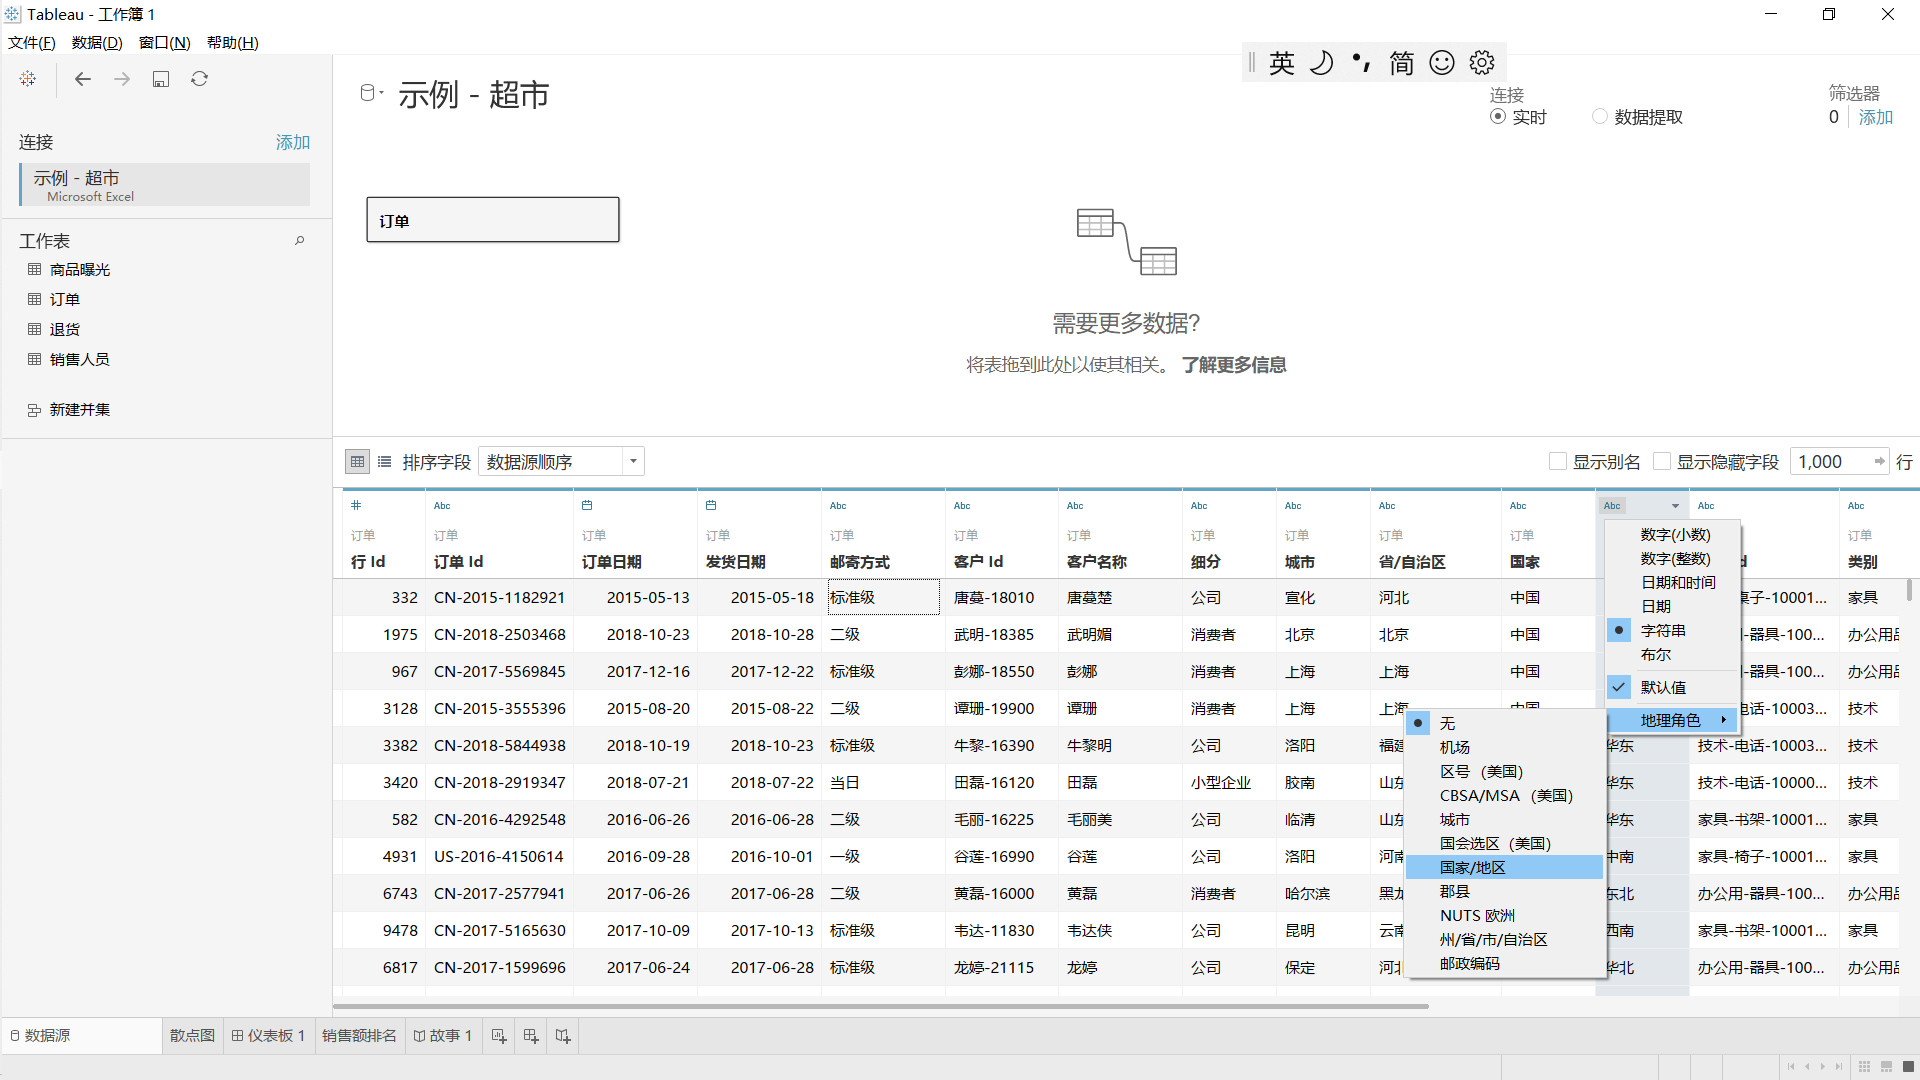 Tableau - 工作簿 1
文件(F) 数据(D) 窗口(N) 帮助(H)
英 简
示例 - 超市
连接
实时 数据提取
筛选器
0 添加
连接 添加
示例 - 超市
Microsoft Excel
工作表
商品曝光
订单
退货
销售人员
新建并集
订单
需要更多数据?
将表拖到此处以使其相关。 了解更多信息
排序字段 数据源顺序 显示别名 显示隐藏字段 1,000 行
Abc Abc Abc Abc Abc Abc Abc Abc Abc Abc Abc
订单 订单 订单 订单 订单 订单 订单 订单 订单 订单 订单 订单
行 Id 订单 Id 订单日期 发货日期 邮寄方式 客户 Id 客户名称 细分 城市 省/自治区 国家 d 类别
332 CN-2015-1182921 2015-05-13 2015-05-18 标准级 唐蔓-18010 唐蔓楚 公司 宣化 河北 中国 桌子-10001... 家具
1975 CN-2018-2503468 2018-10-23 2018-10-28 二级 武明-18385 武明媚 消费者 北京 北京 中国 -器具-100... 办公用品
967 CN-2017-5569845 2017-12-16 2017-12-22 标准级 彭娜-18550 彭娜 消费者 上海 上海 中国 -器具-100... 办公用品
3128 CN-2015-3555396 2015-08-20 2015-08-22 二级 谭珊-19900 谭珊 消费者 上海 上海 中国 -电话-10003... 技术
3382 CN-2018-5844938 2018-10-19 2018-10-23 标准级 牛黎-16390 牛黎明 公司 洛阳 福建 华东 技术-电话-10003... 技术
3420 CN-2018-2919347 2018-07-21 2018-07-22 当日 田磊-16120 田磊 小型企业 胶南 山东 华东 技术-电话-10000... 技术
582 CN-2016-4292548 2016-06-26 2016-06-28 二级 毛丽-16225 毛丽美 公司 临清 山东 华东 家具-书架-10001... 家具
4931 US-2016-4150614 2016-09-28 2016-10-01 一级 谷莲-16990 谷莲 公司 洛阳 河南 中南 家具-椅子-10001... 家具
6743 CN-2017-2577941 2017-06-26 2017-06-28 二级 黄磊-16000 黄磊 消费者 哈尔滨 黑龙 东北 办公用-器具-100... 办公用品
9478 CN-2017-5165630 2017-10-09 2017-10-13 标准级 韦达-11830 韦达侠 公司 昆明 云南 西南 家具-书架-10001... 家具
6817 CN-2017-1599696 2017-06-24 2017-06-28 标准级 龙婷-21115 龙婷 公司 保定 河北 华北 办公用-器具-100... 办公用品
数字(小数)
数字(整数)
日期和时间
日期
字符串
布尔
默认值
地理角色
无
机场
区号 (美国)
CBSA/MSA (美国)
城市
国会选区 (美国)
国家/地区
郡县
NUTS 欧洲
州/省/市/自治区
邮政编码
数据源 散点图 仪表板 1 销售额排名 故事 1